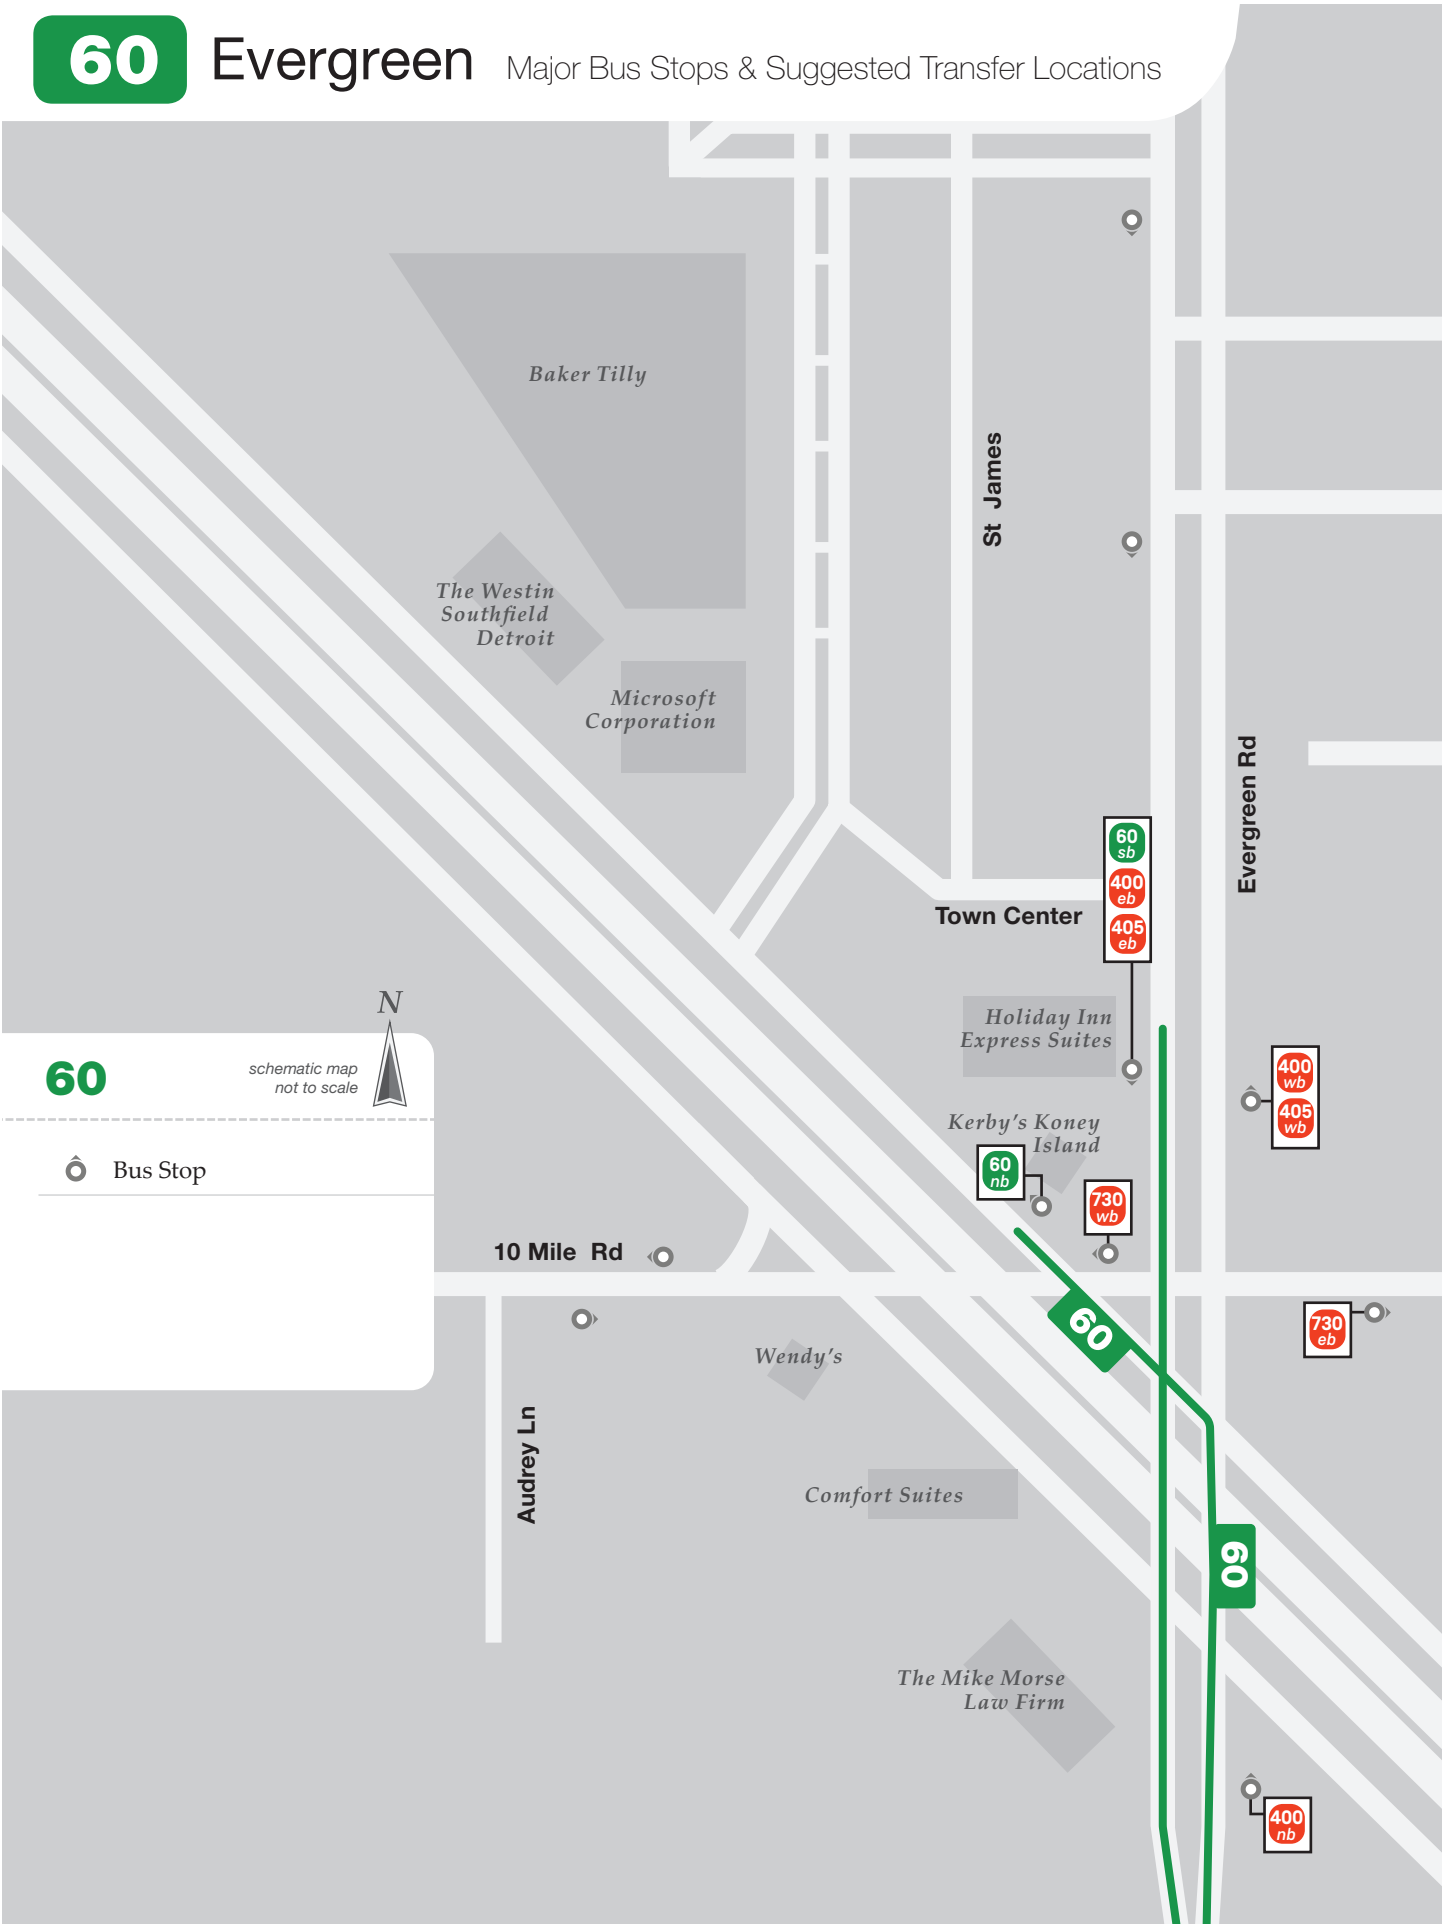 60 Evergreen Major Bus Stops & Suggested Transfer Locations
Baker Tilly
St James
The Westin
Southfield
Detroit
Microsoft
Corporation
Evergreen Rd
60
sb
400
eb
405
eb
Town Center
Holiday Inn
Express Suites
400
wb
405
wb
Kerby's Koney
Island
60
nb
730
wb
N
60
schematic map
not to scale
Bus Stop
10 Mile Rd
730
eb
60
Wendy's
Audrey Ln
Comfort Suites
60
The Mike Morse
Law Firm
400
nb